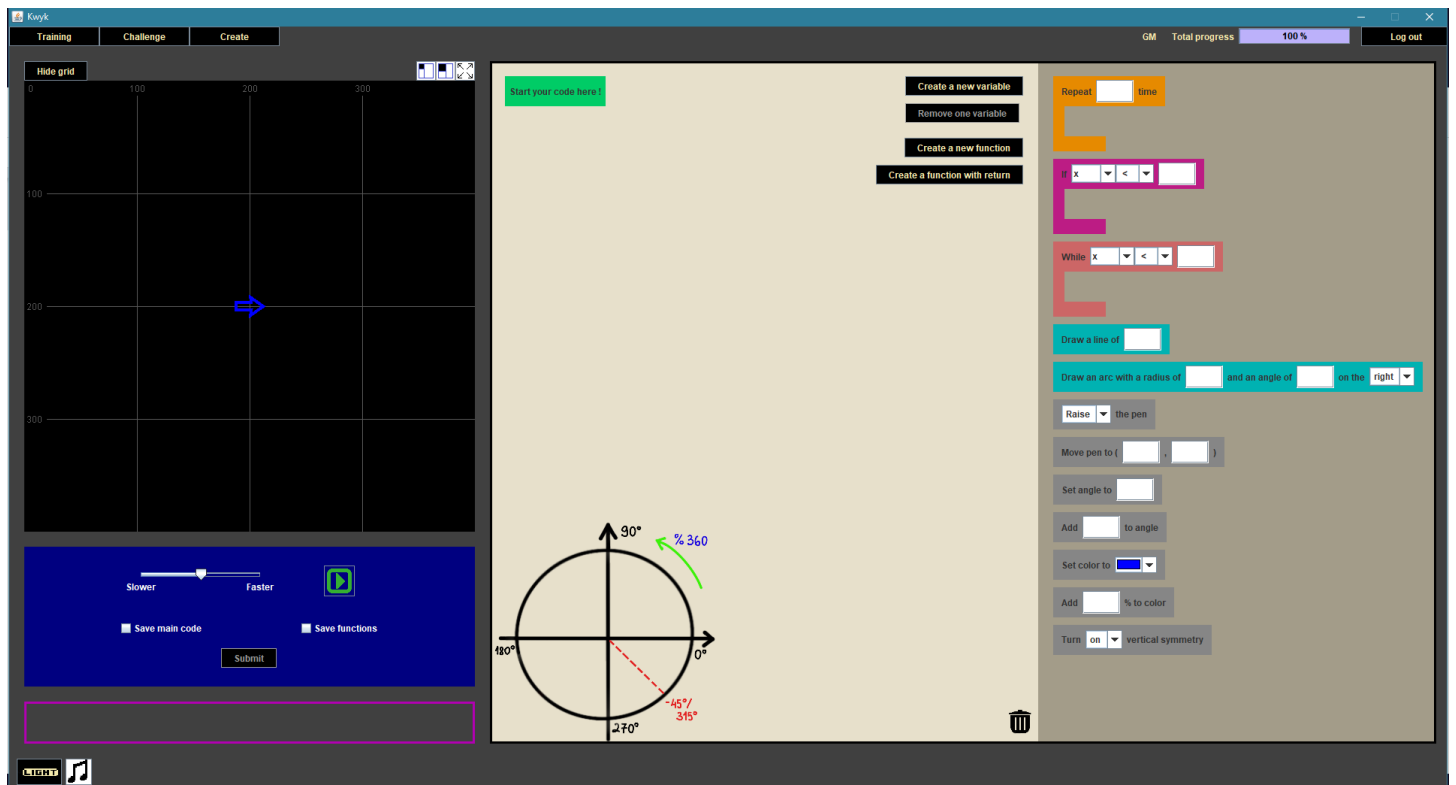 Kwyk
Training Challenge Create
GM Total progress 100 % Log out
Hide grid
0 100 200 300
100
200
300
Slower Faster
Save main code Save functions
Submit
LIGHT
Start your code here !
Create a new variable
Remove one variable
Create a new function
Create a function with return
90°
% 360
180°
0°
-45°/
315°
270°
Repeat time
If x <
While x <
Draw a line of
Draw an arc with a radius of and an angle of on the right
Raise the pen
Move pen to ( , )
Set angle to
Add to angle
Set color to
Add % to color
Turn on vertical symmetry